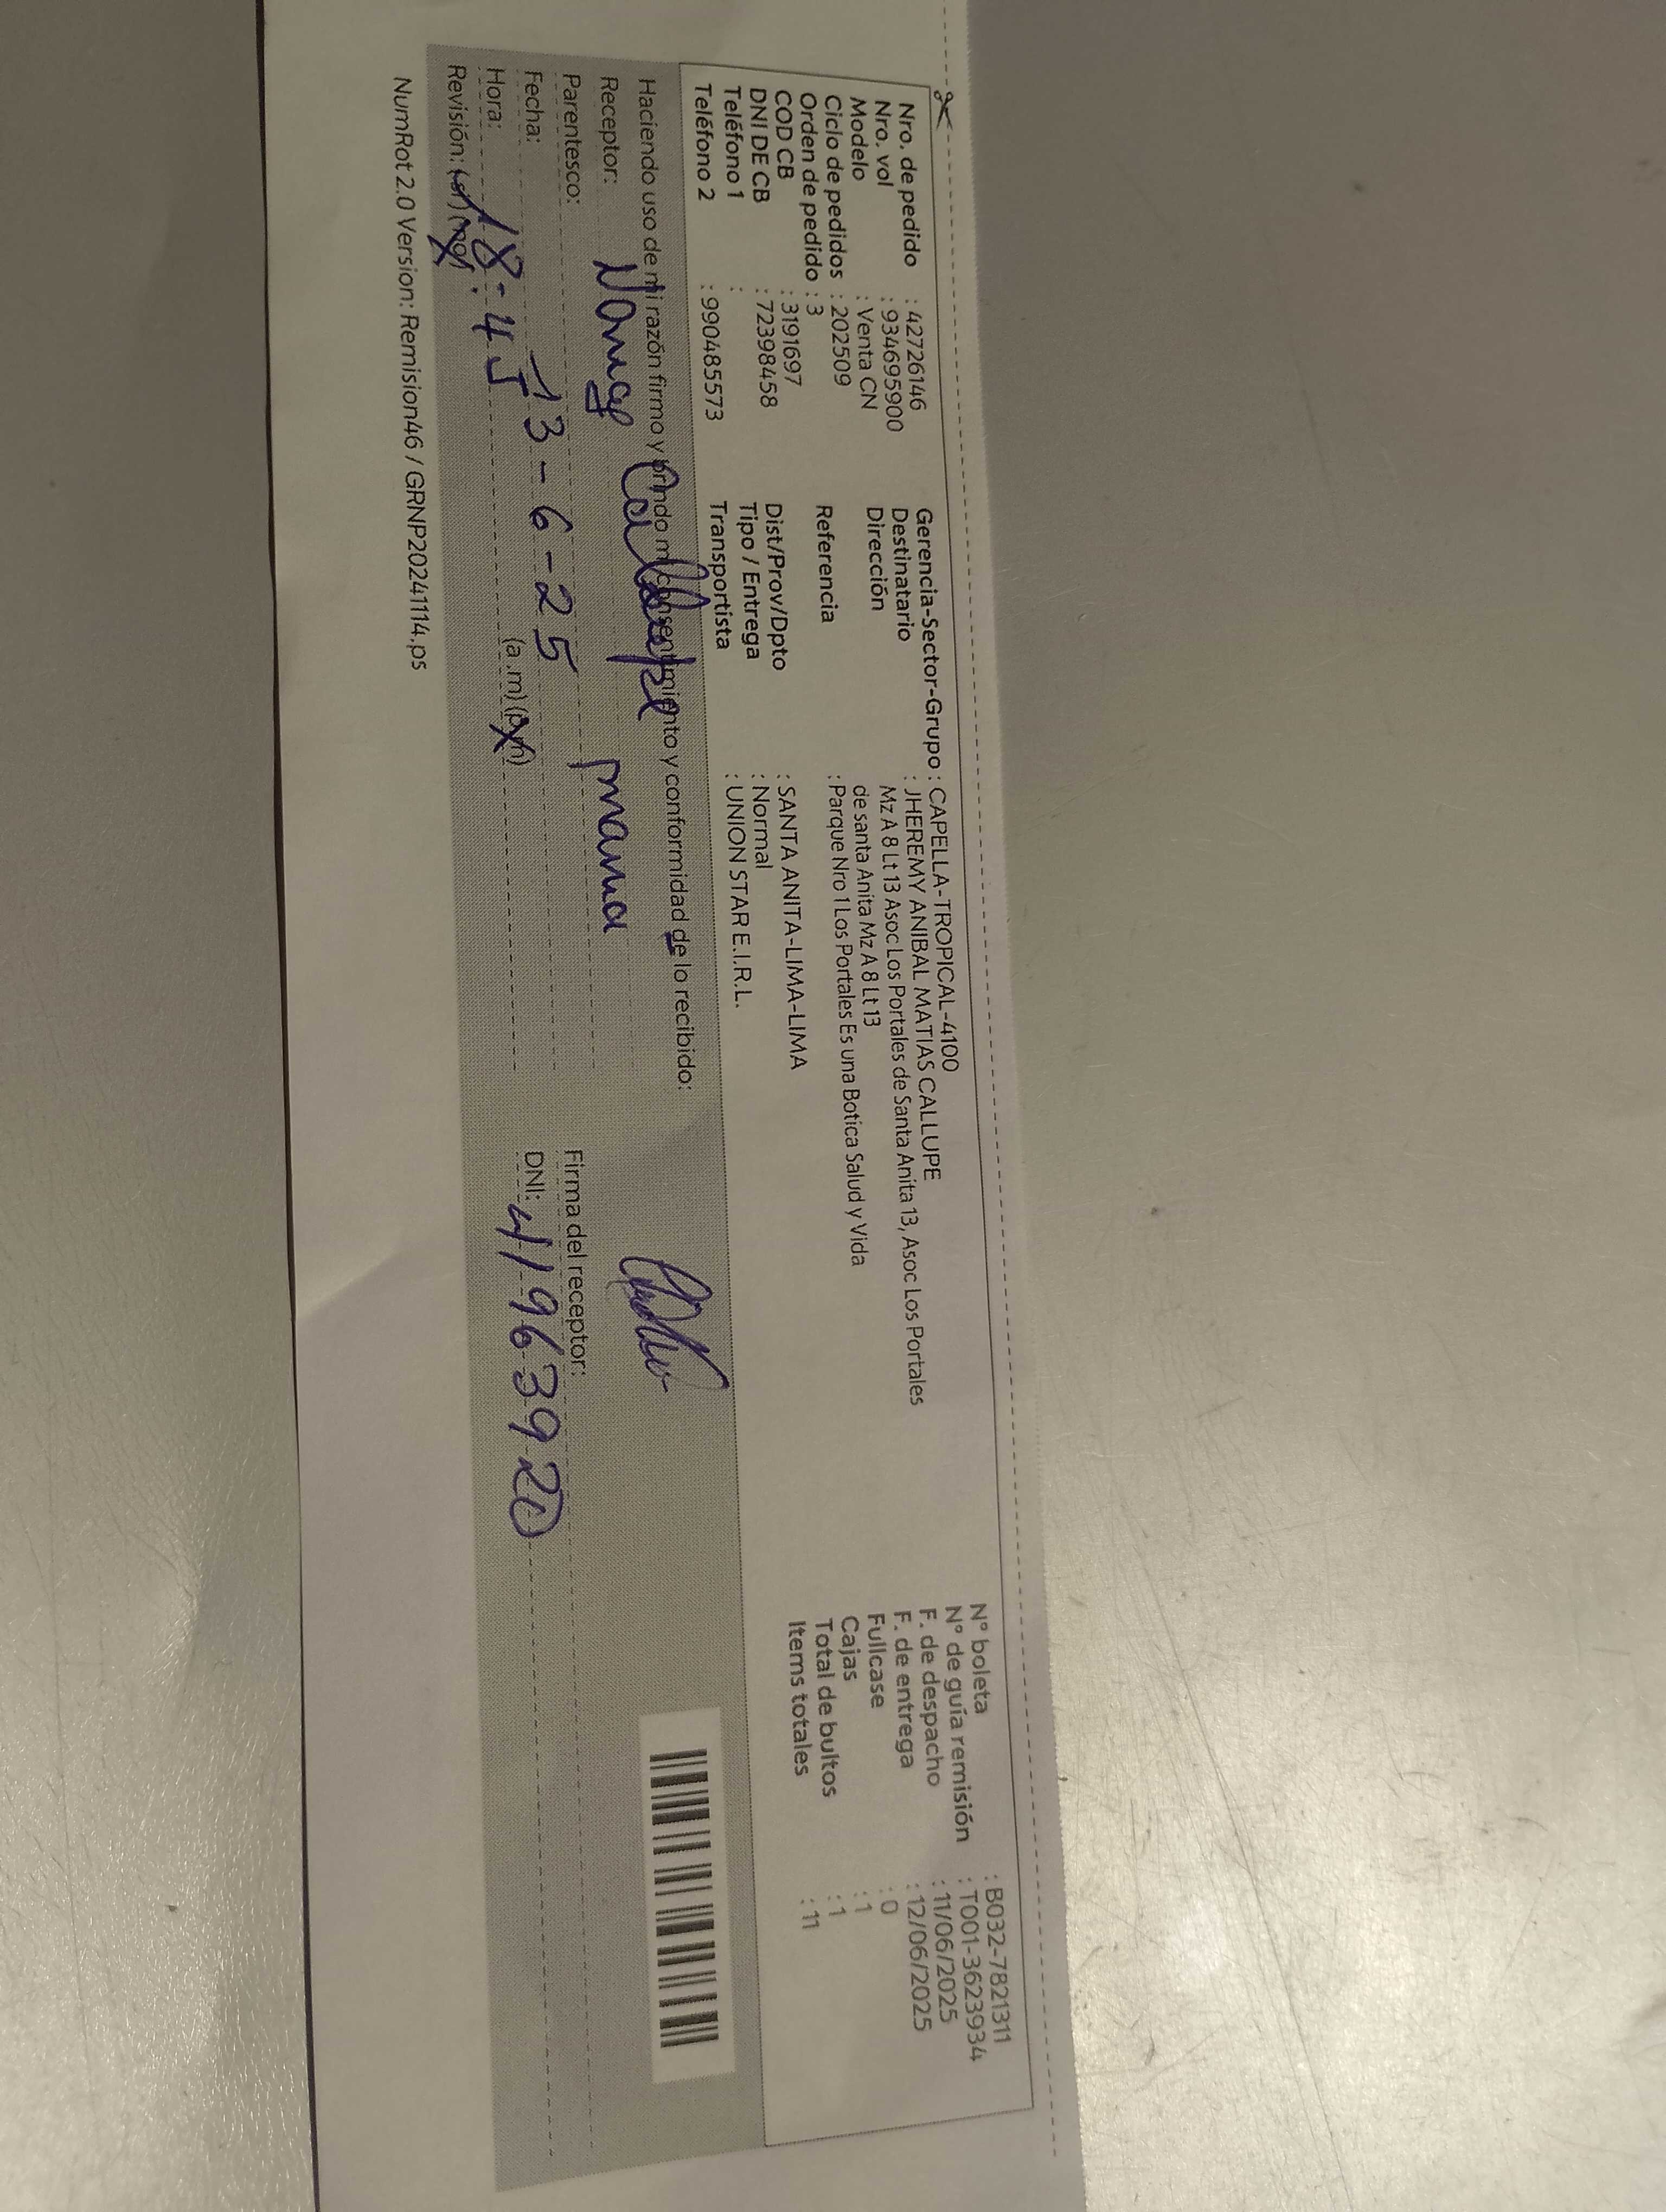 Nro. de pedido : 42726146
Nro. vol : 934695900
Modelo : Venta CN
Ciclo de pedidos : 202509
Orden de pedido : 3
COD CB : 3191697
DNI DE CB : 72398458
Teléfono 1 :
Teléfono 2 : 990485573
Gerencia-Sector-Grupo : CAPELLA-TROPICAL-4100
Destinatario : JHEREMY ANIBAL MATIAS CALLUPE
Dirección Mz A 8 Lt 13 Asoc Los Portales de Santa Anita 13, Asoc Los Portales
de santa Anita Mz A 8 Lt 13
Referencia : Parque Nro 1 Los Portales Es una Botica Salud y Vida
Dist/Prov/Dpto : SANTA ANITA-LIMA-LIMA
Tipo / Entrega : Normal
Transportista : UNION STAR E.I.R.L.
N° boleta : B032-7821311
N° de guía remisión : T001-3623934
F. de despacho : 11/06/2025
F. de entrega : 12/06/2025
Fullcase : 0
Cajas : 1
Total de bultos : 1
Items totales : 11
Haciendo uso de mi razón firmo y brindo mi consentimiento y conformidad de lo recibido:
Receptor: Callupe
Parentesco: mama
Fecha: 13-6-25
Hora: 18:45 (a.m) (p.m)
Revisión: (si) (no)
Firma del receptor:
DNI: 41963920
NumRot 2.0 Version: Remision46 / GRNP20241114.ps